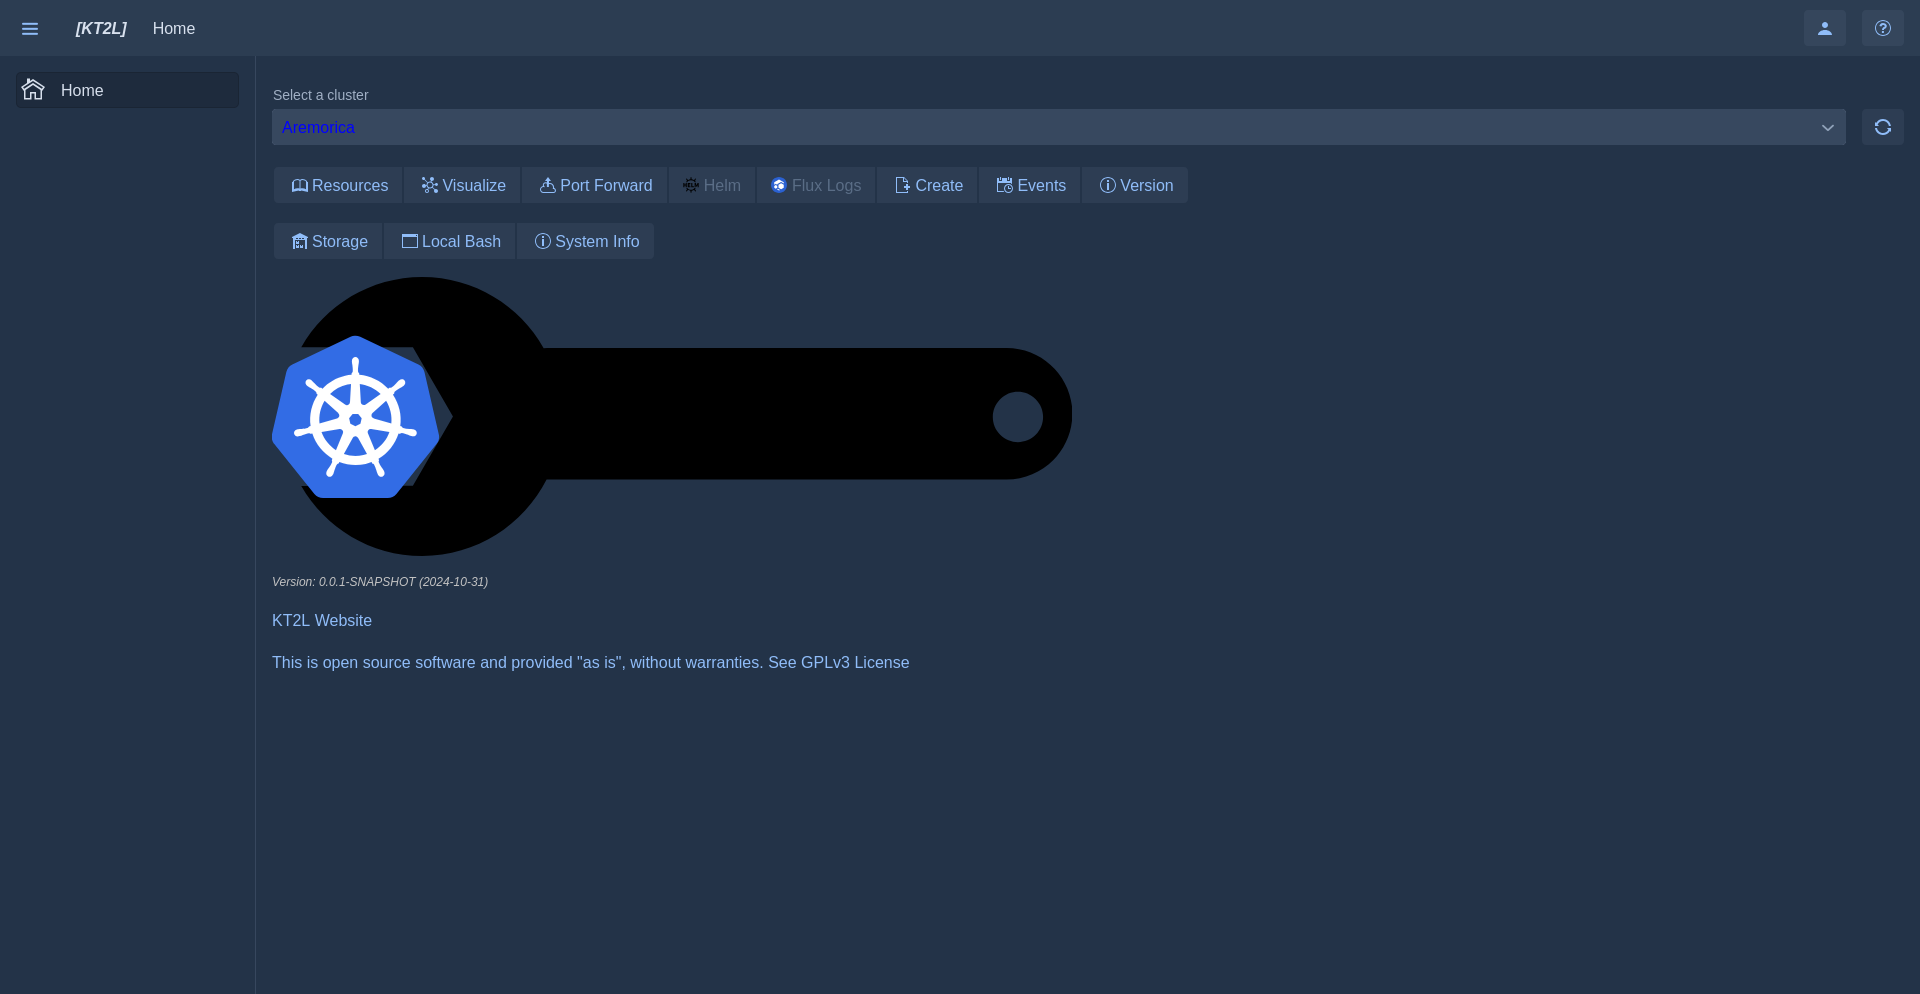 [KT2L] Home
Home
Select a cluster
Aremorica
Resources Visualize Port Forward Helm Flux Logs Create Events Version
Storage Local Bash System Info
Version: 0.0.1-SNAPSHOT (2024-10-31)
KT2L Website
This is open source software and provided "as is", without warranties. See GPLv3 License